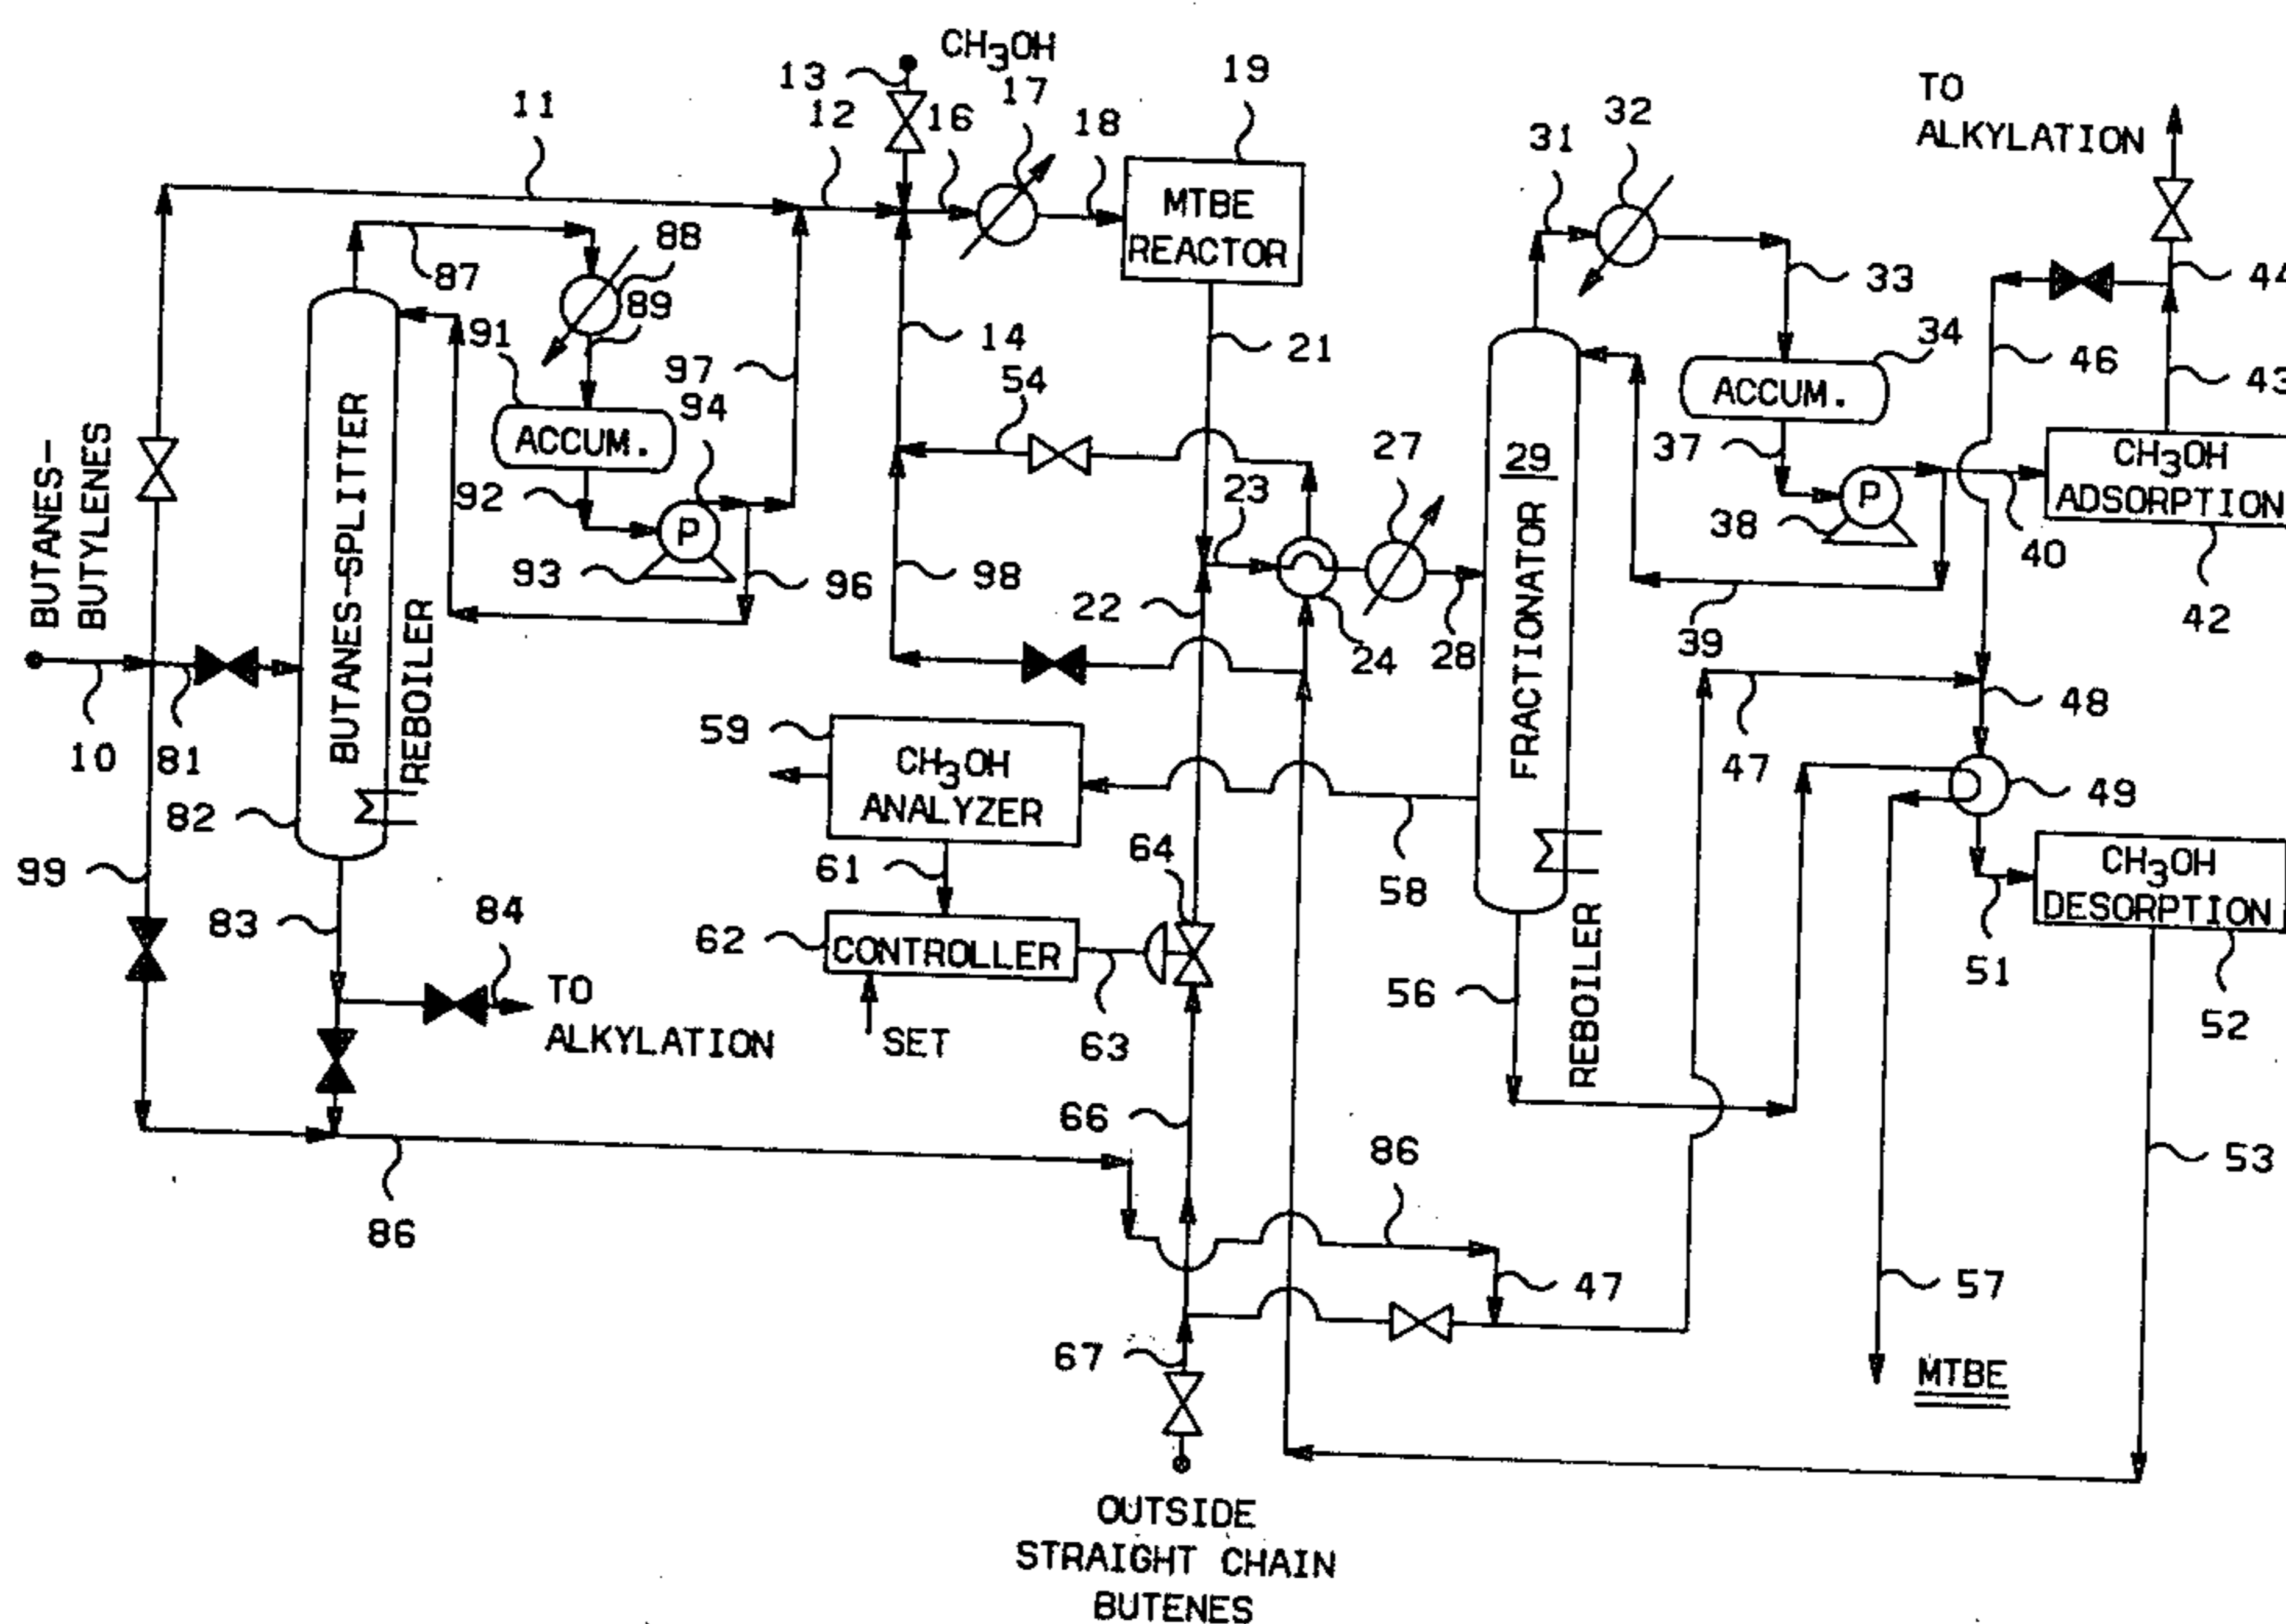 CH3OH
13
17
19
TO
ALKYLATION
11
12
16
18
31
32
MTBE
REACTOR
87
88
89
91
97
94
14
54
21
33
34
44
46
43
BUTANES-
BUTYLENES
BUTANES-SPLITTER
REBOILER
ACCUM.
92
P
93
96
98
23
27
22
24
28
29
FRACTIONATOR
ACCUM.
37
P
38
39
40
CH3OH
ADSORPTION
42
10
81
82
99
83
84
TO
ALKYLATION
59
CH3OH
ANALYZER
61
62
CONTROLLER
SET
63
64
58
56
REBOILER
47
48
49
CH3OH
DESORPTION
51
52
66
86
86
47
53
57
67
MTBE
OUTSIDE
STRAIGHT CHAIN
BUTENES